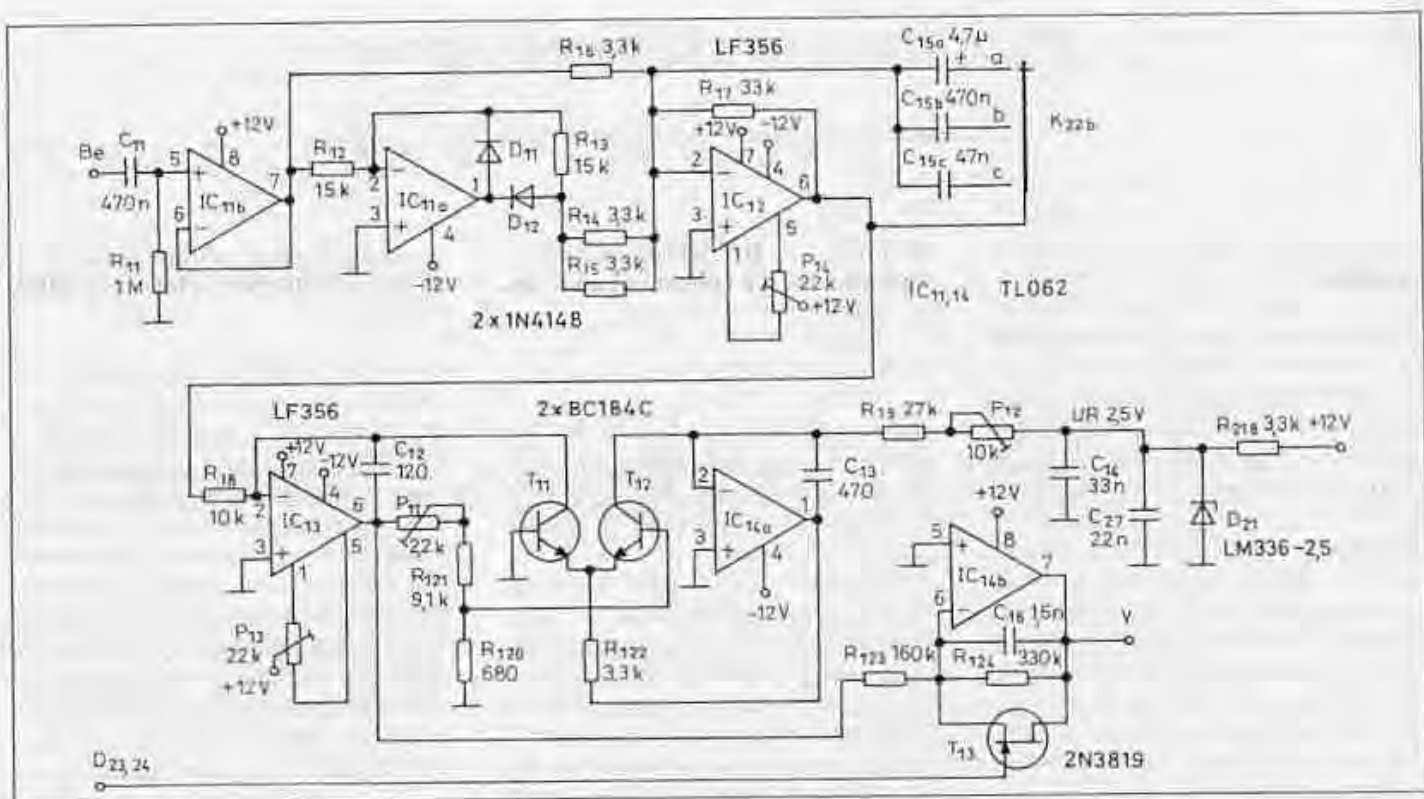 R16 3,3k
LF356
C15a 4,7µ
+ a
R17 33k
+12V
-12V
C15b 470n
b
K22b
C15c 47n
c
Be
C11
470n
+12V
5
8
+
7
IC11b
6
-
R11
1M
R12
15k
2
-
IC11a
1
3
+
4
-12V
D11
D12
R13
15k
R14 3,3k
R15 3,3k
2 x 1N4148
2
-
7
4
6
IC12
3
+
1
5
P14
22k
+12V
IC11,14 TL062
LF356
2 x BC184C
R18
10k
+12V
-12V
7
4
2
-
6
IC13
3
+
1
5
P13
22k
+12V
C12
120
P11
2,2k
R121
9,1k
R120
680
T11
T12
R122
3,3k
2
-
1
IC14a
3
+
4
-12V
C13
470
R19 27k
P12
10k
UR 2,5V
C14
33n
C27
22n
R218 3,3k +12V
D21
LM336-2,5
+12V
5
8
+
7
IC14b
6
-
C16 1,5n
R123 160k
R124 330k
V
T13
2N3819
D23,24